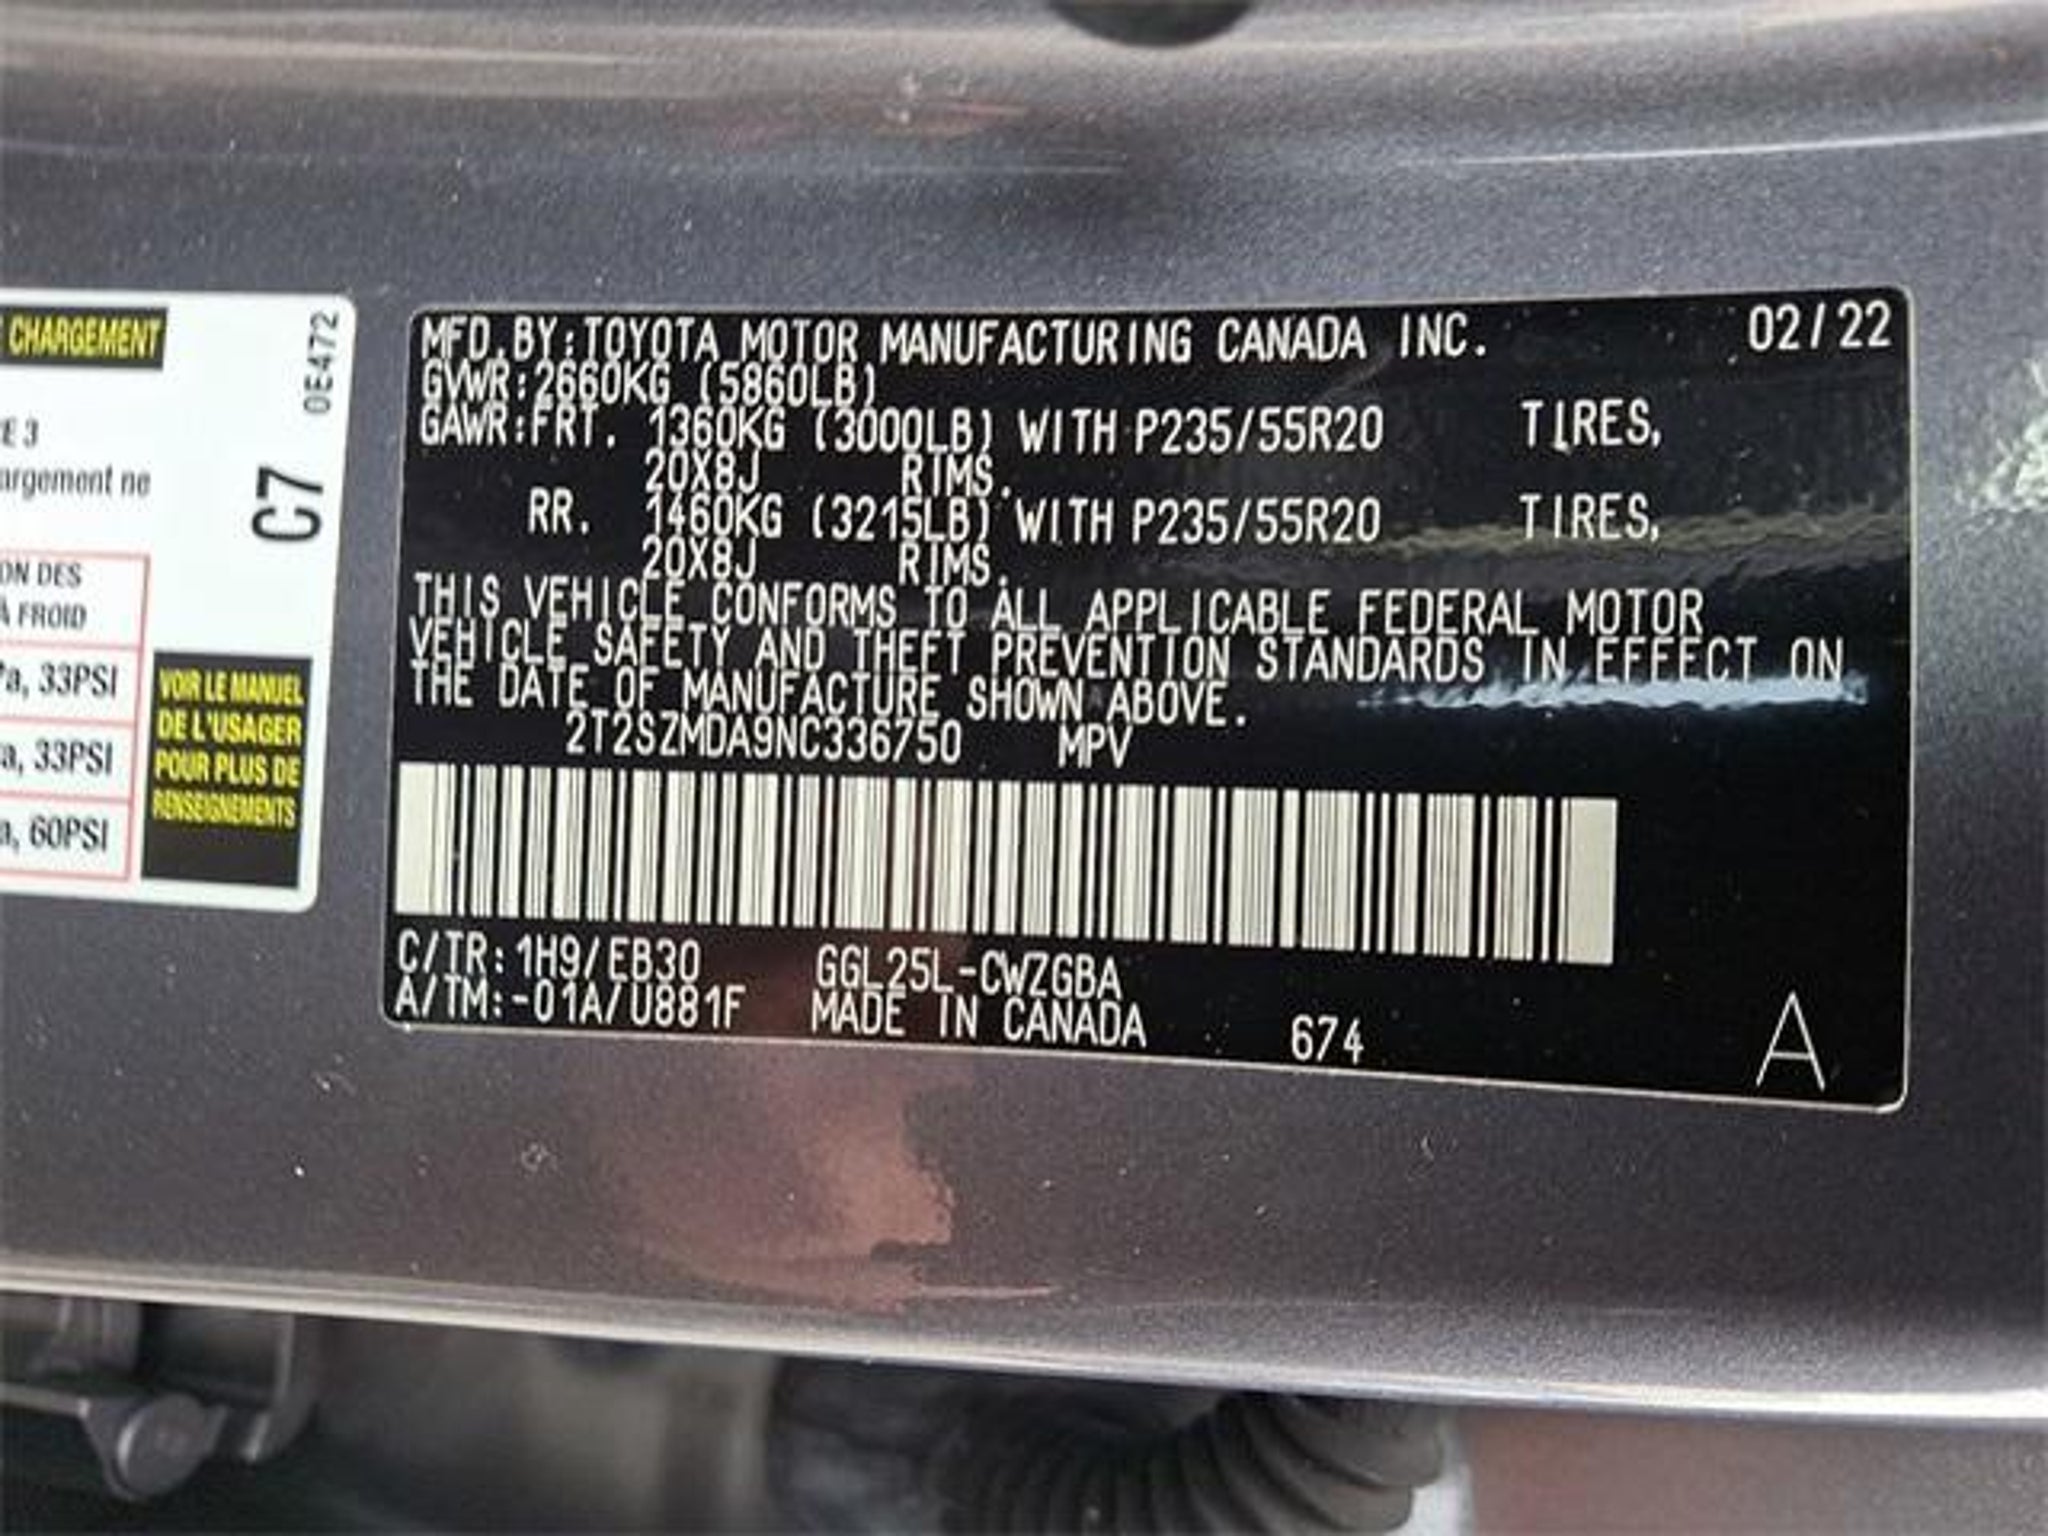 CHARGEMENT
0E472
C7
E 3
argement ne
ON DES
À FROID
a, 33PSI
a, 33PSI
a, 60PSI
VOIR LE MANUEL
DE L'USAGER
POUR PLUS DE
RENSEIGNEMENTS
MFD.BY:TOYOTA MOTOR MANUFACTURING CANADA INC. 02/22
GVWR:2660KG (5860LB)
GAWR:FRT. 1360KG (3000LB) WITH P235/55R20 TIRES,
20X8J RIMS.
RR. 1460KG (3215LB) WITH P235/55R20 TIRES,
20X8J RIMS.
THIS VEHICLE CONFORMS TO ALL APPLICABLE FEDERAL MOTOR
VEHICLE SAFETY AND THEFT PREVENTION STANDARDS IN EFFECT ON
THE DATE OF MANUFACTURE SHOWN ABOVE.
2T2SZMDA9NC336750 MPV
C/TR:1H9/EB30 GGL25L-CWZGBA
A/TM:-01A/U881F MADE IN CANADA 674 A